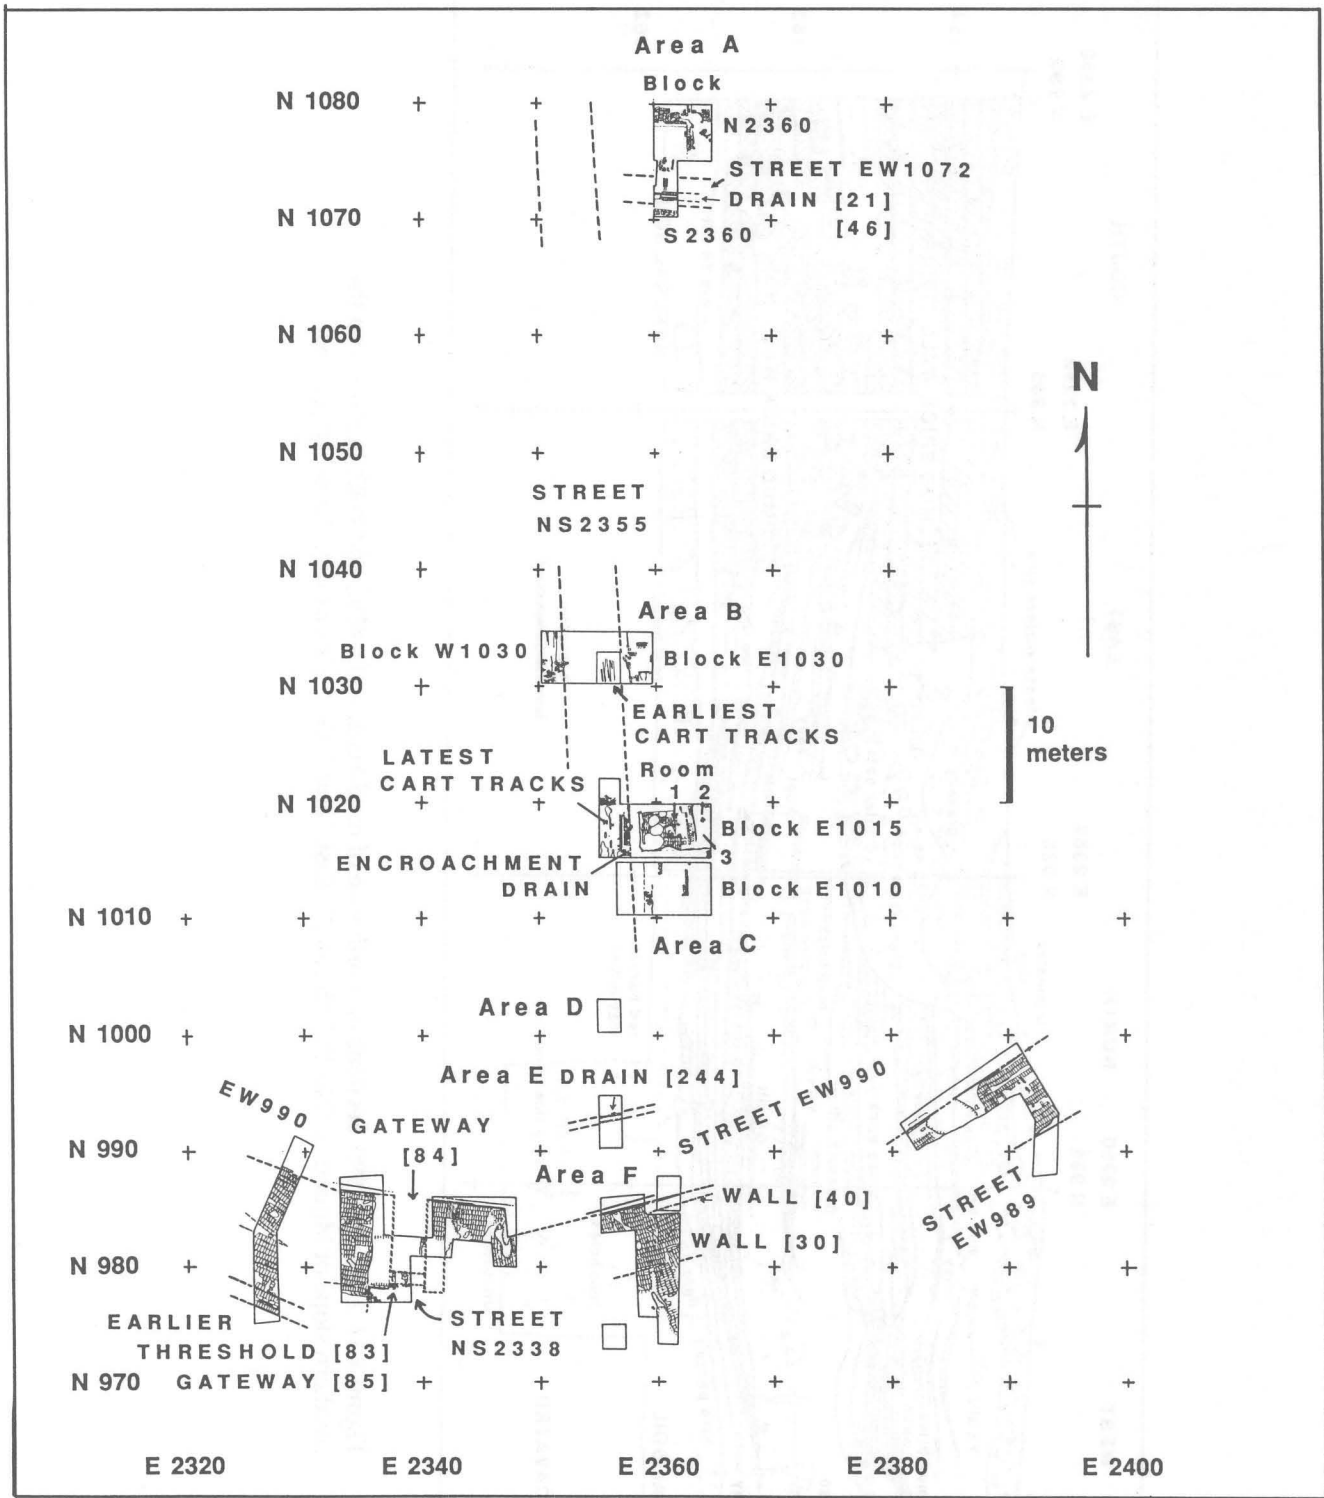 Area A
Block
N 1080
N2360
STREET EW1072
DRAIN [21]
[46]
N 1070
S2360
N 1060
N
N 1050
STREET
NS2355
N 1040
Area B
Block W1030
Block E1030
N 1030
EARLIEST
CART TRACKS
10
meters
LATEST
CART TRACKS
Room
1 2
N 1020
Block E1015
3
ENCROACHMENT
DRAIN
Block E1010
N 1010
Area C
Area D
N 1000
Area E DRAIN [244]
STREET EW990
EW990
GATEWAY
[84]
N 990
Area F
WALL [40]
STREET
EW989
WALL [30]
N 980
EARLIER
THRESHOLD [83]
GATEWAY [85]
STREET
NS2338
N 970
E 2320
E 2340
E 2360
E 2380
E 2400